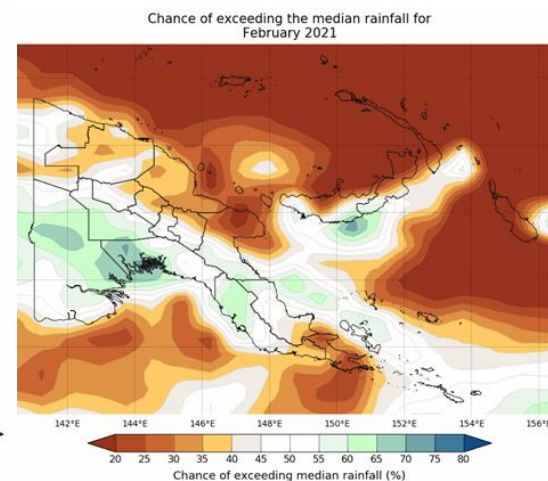 Chance of exceeding the median rainfall for
February 2021
142°E 144°E 146°E 148°E 150°E 152°E 154°E 156°
20 25 30 35 40 45 50 55 60 65 70 75 80
Chance of exceeding median rainfall (%)